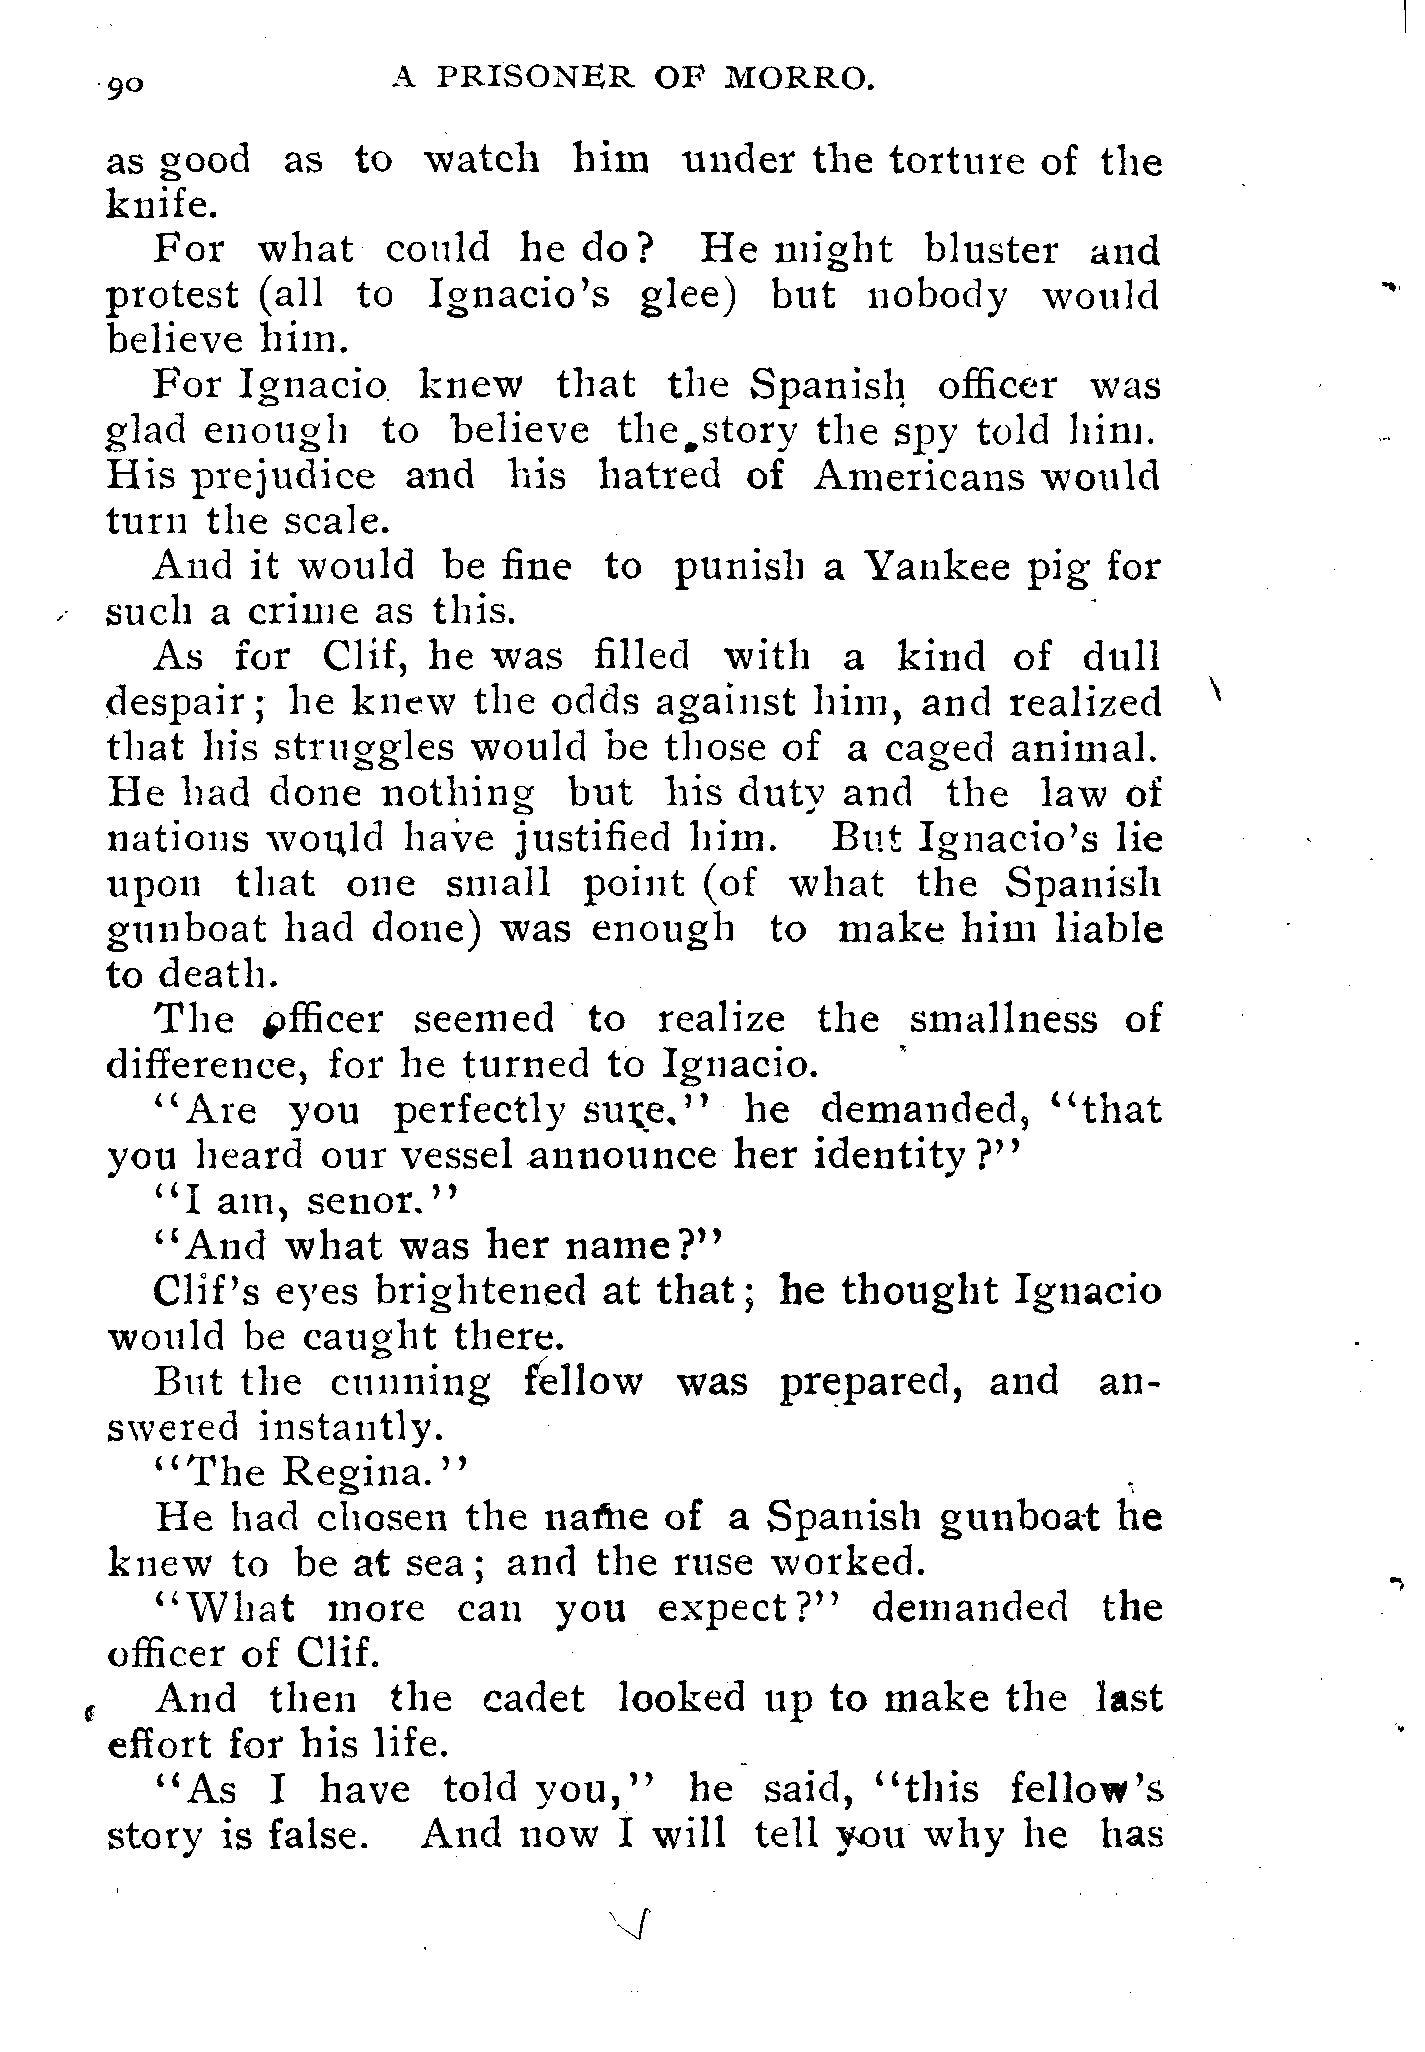 90 A PRISONER OF MORRO.
as good as to watch him under the torture of the
knife.
For what could he do? He might bluster and
protest (all to Ignacio's glee) but nobody would
believe him.
For Ignacio knew that the Spanish officer was
glad enough to believe the story the spy told him.
His prejudice and his hatred of Americans would
turn the scale.
And it would be fine to punish a Yankee pig for
such a crime as this.
As for Clif, he was filled with a kind of dull
despair; he knew the odds against him, and realized
that his struggles would be those of a caged animal.
He had done nothing but his duty and the law of
nations would have justified him. But Ignacio's lie
upon that one small point (of what the Spanish
gunboat had done) was enough to make him liable
to death.
The officer seemed to realize the smallness of
difference, for he turned to Ignacio.
"Are you perfectly sure," he demanded, "that
you heard our vessel announce her identity?"
"I am, senor."
"And what was her name?"
Clif's eyes brightened at that; he thought Ignacio
would be caught there.
But the cunning fellow was prepared, and an-
swered instantly.
"The Regina."
He had chosen the name of a Spanish gunboat he
knew to be at sea; and the ruse worked.
"What more can you expect?" demanded the
officer of Clif.
And then the cadet looked up to make the last
effort for his life.
"As I have told you," he said, "this fellow's
story is false. And now I will tell you why he has